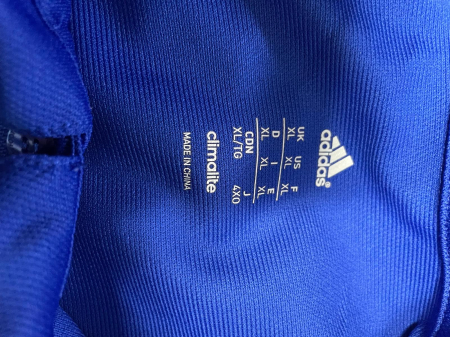 adidas®
UK US F
XL XL XL
D I E
XL XL XL
CDN J
XL/TG 4XO
climalite
MADE IN CHINA